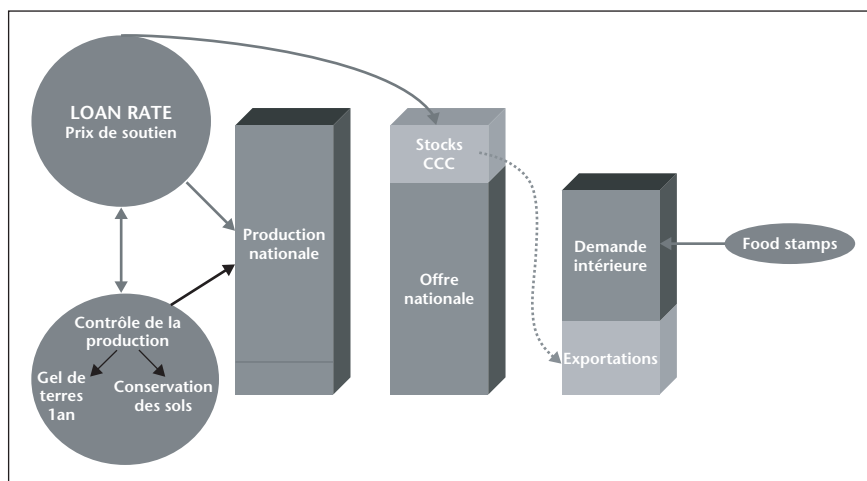 LOAN RATE
Prix de soutien
Production
nationale
Stocks
CCC
Offre
nationale
Demande
intérieure
Exportations
Food stamps
Contrôle de la
production
Gel de
terres
1an
Conservation
des sols